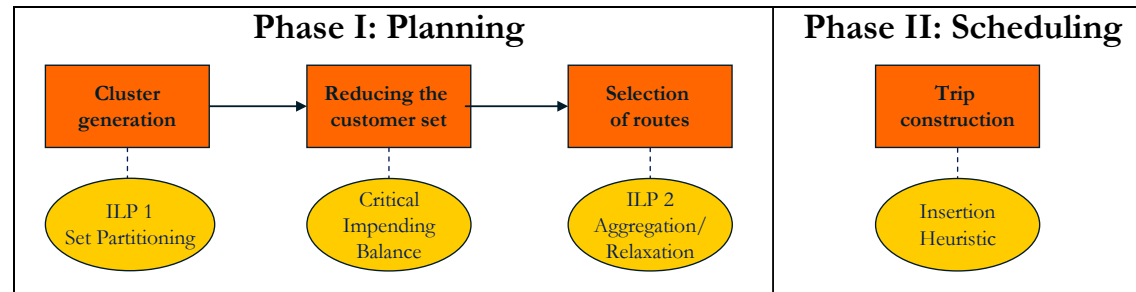 Phase I: Planning
Phase II: Scheduling
Cluster
generation
Reducing the
customer set
Selection
of routes
Trip
construction
ILP 1
Set Partitioning
Critical
Impending
Balance
ILP 2
Aggregation/
Relaxation
Insertion
Heuristic